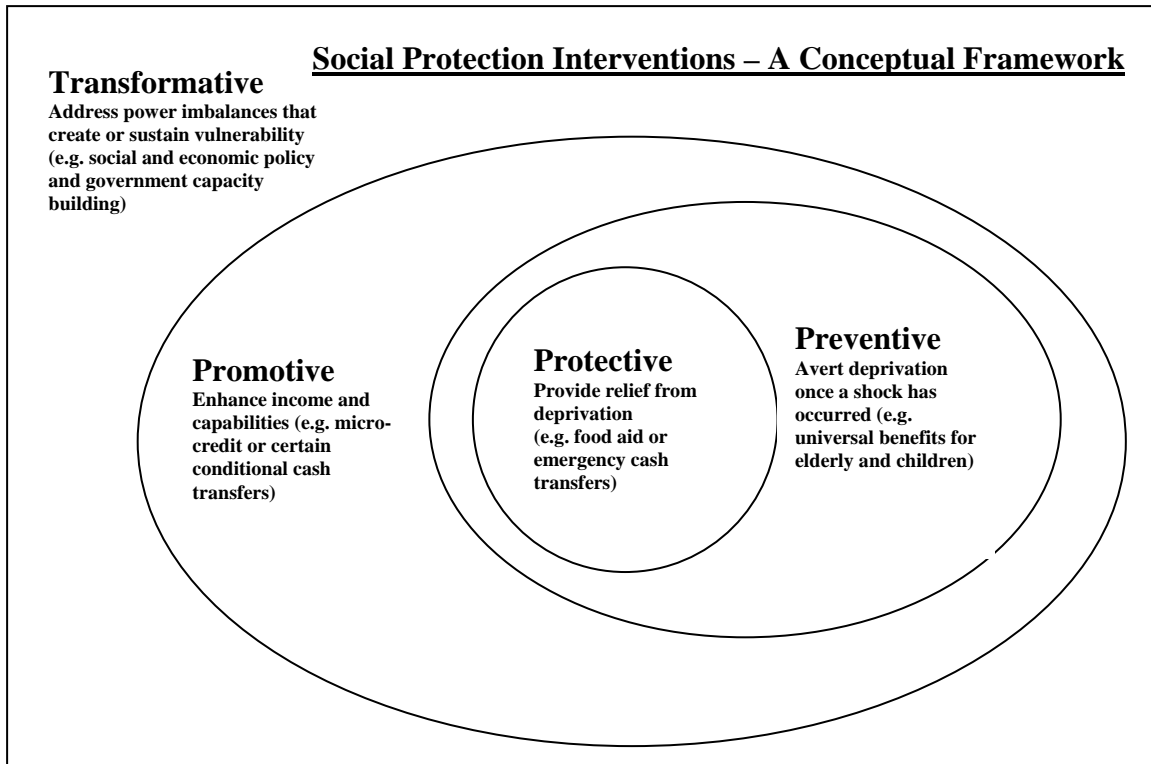 Social Protection Interventions – A Conceptual Framework
Transformative
Address power imbalances that
create or sustain vulnerability
(e.g. social and economic policy
and government capacity
building)
Promotive
Enhance income and
capabilities (e.g. micro-
credit or certain
conditional cash
transfers)
Protective
Provide relief from
deprivation
(e.g. food aid or
emergency cash
transfers)
Preventive
Avert deprivation
once a shock has
occurred (e.g.
universal benefits for
elderly and children)